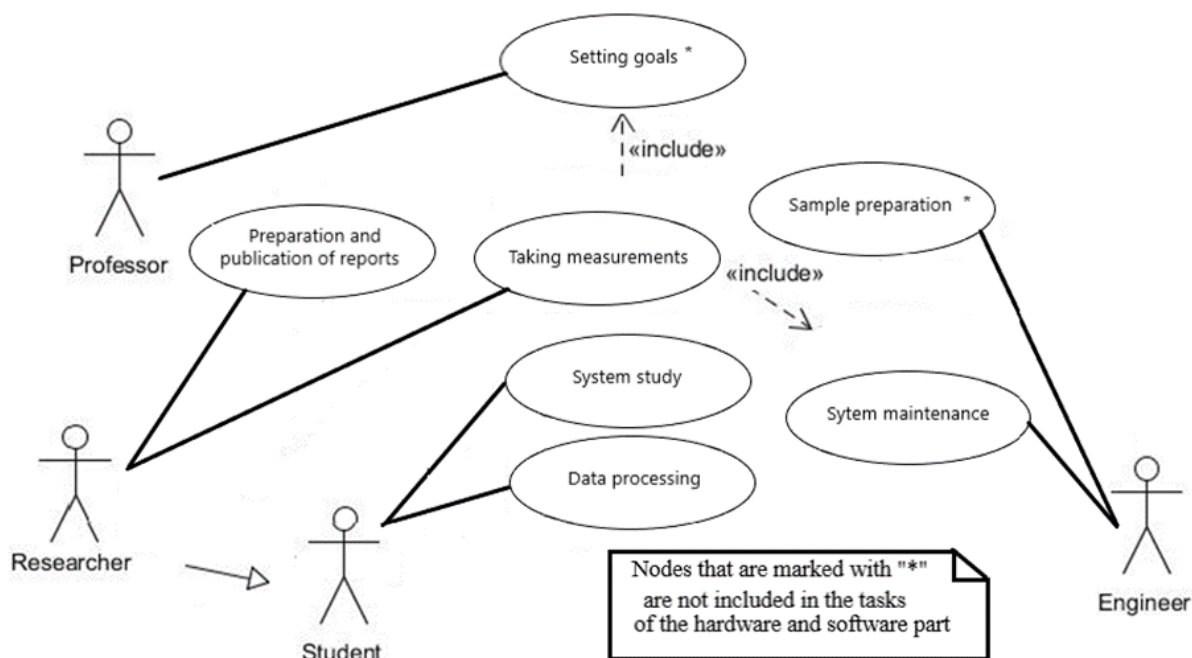 Setting goals *
«include»
Sample preparation *
Professor
Preparation and
publication of reports
Taking measurements
«include»
System study
Sytem maintenance
Data processing
Researcher
Student
Nodes that are marked with "*"
are not included in the tasks
of the hardware and software part
Engineer